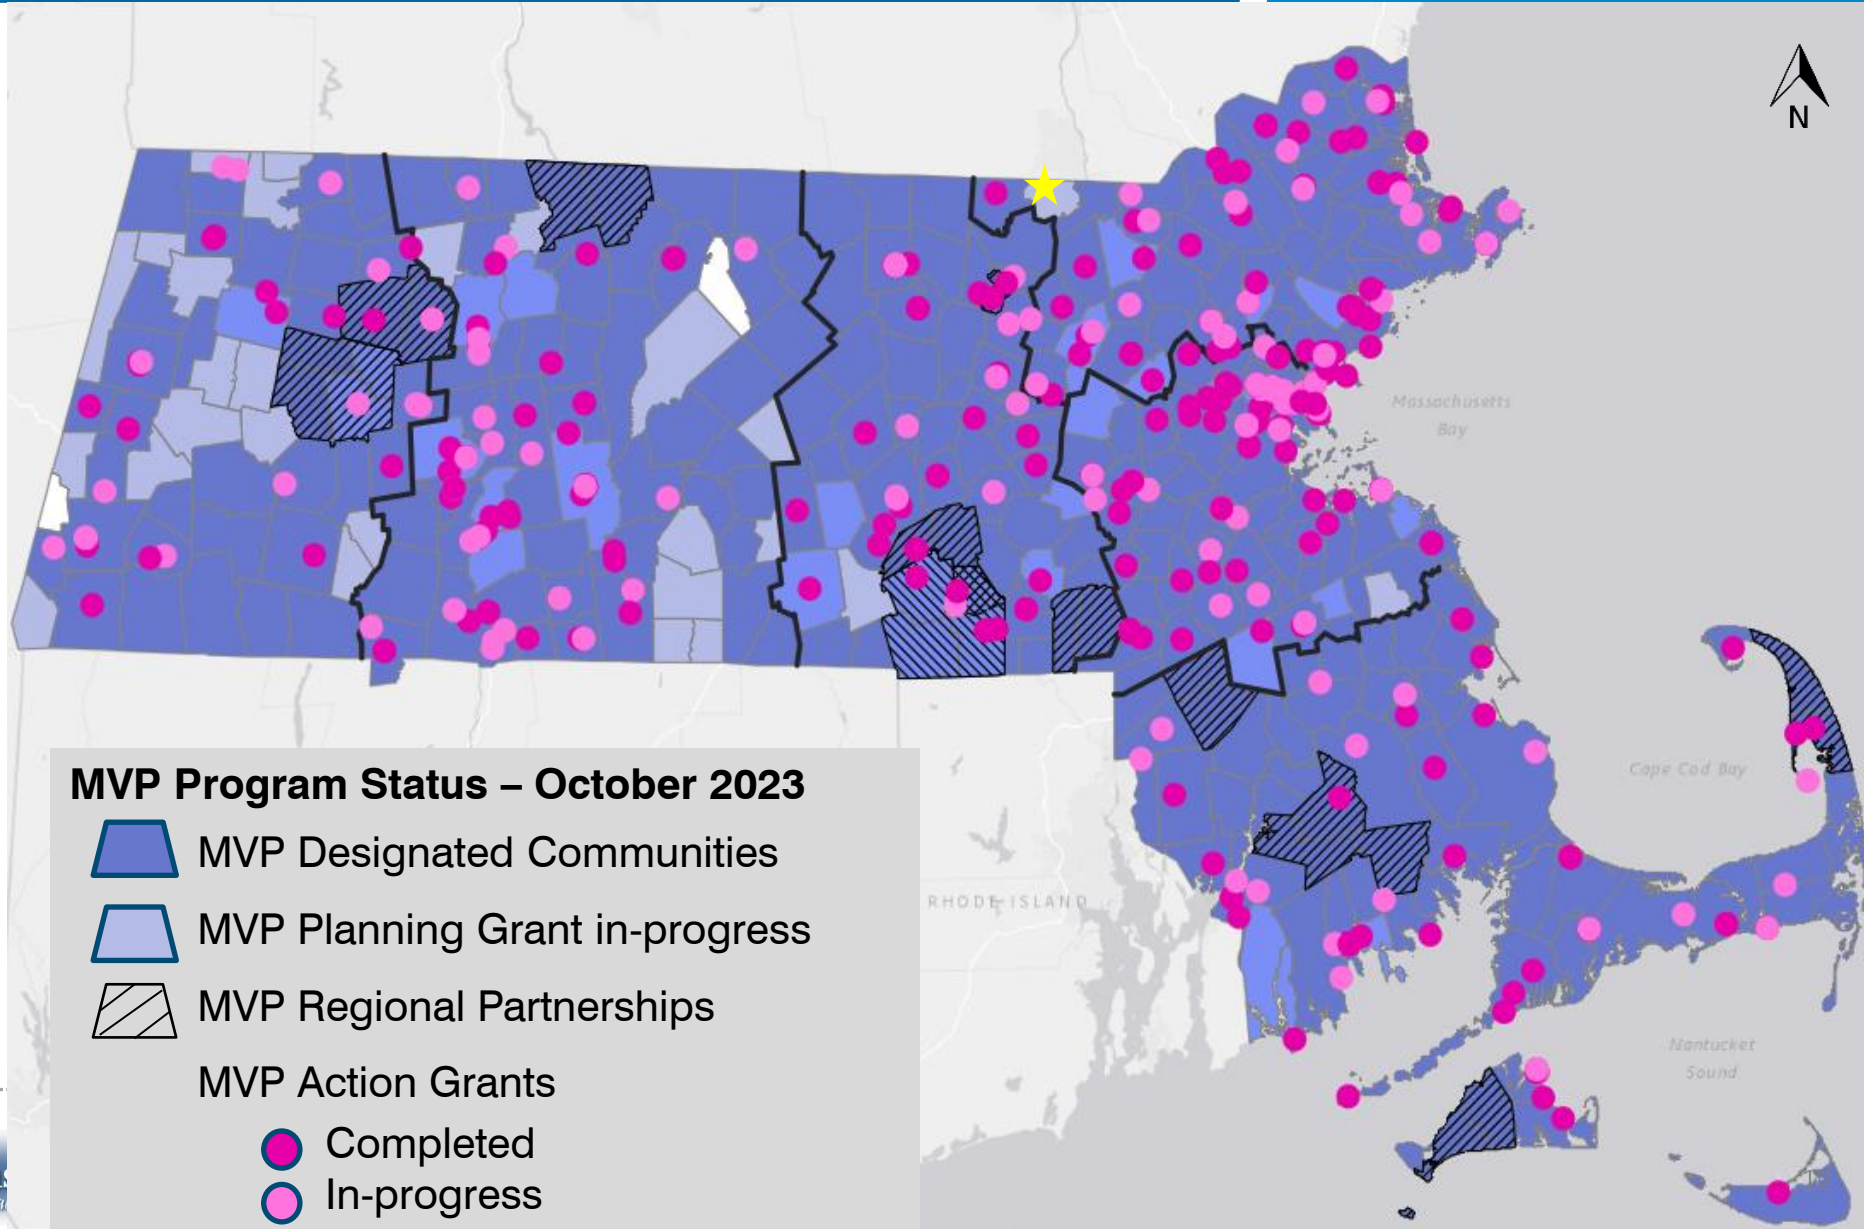 N
Massachusetts
Bay
Cape Cod Bay
RHODE ISLAND
Nantucket
Sound
MVP Program Status – October 2023
MVP Designated Communities
MVP Planning Grant in-progress
MVP Regional Partnerships
MVP Action Grants
Completed
In-progress